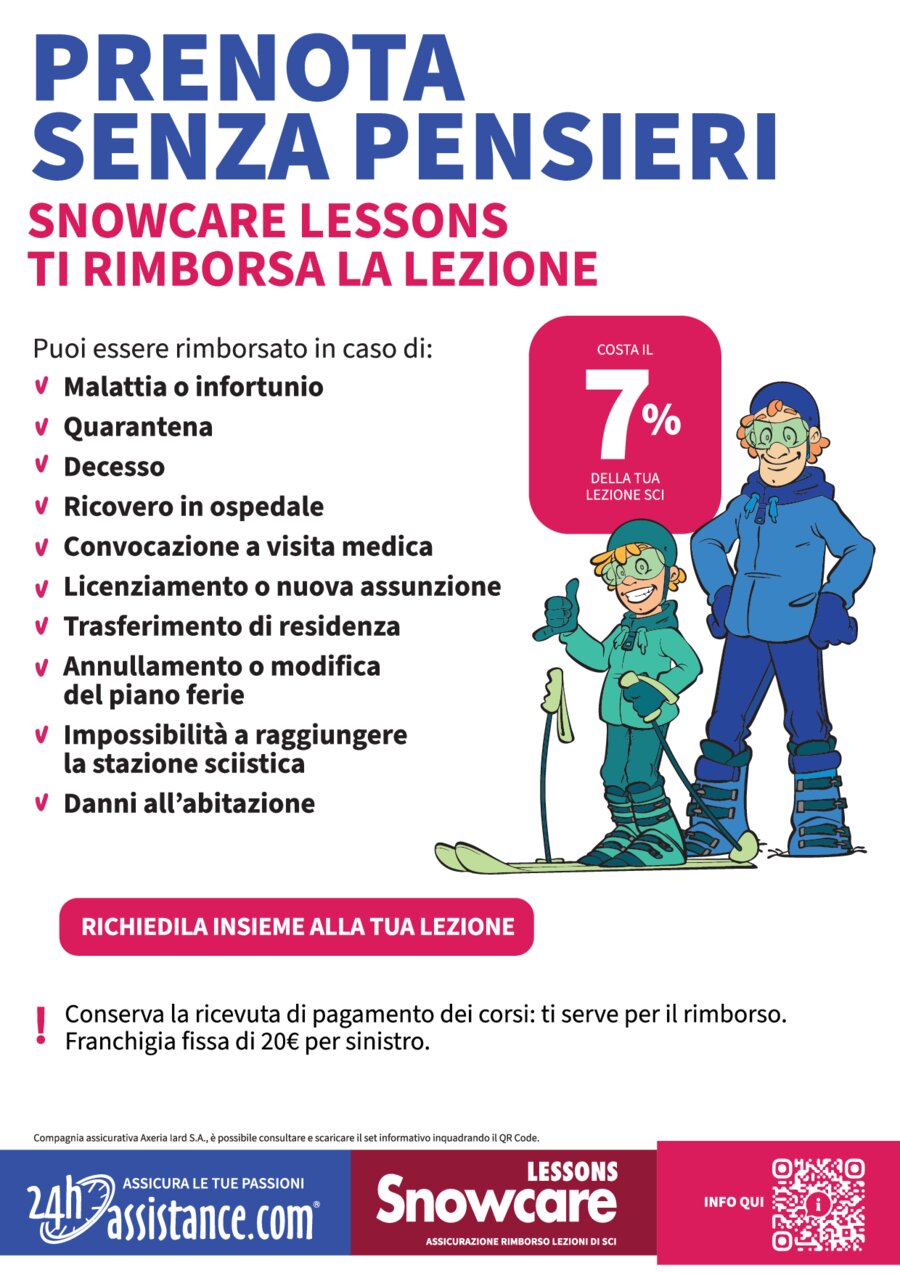 PRENOTA
SENZA PENSIERI
SNOWCARE LESSONS
TI RIMBORSA LA LEZIONE
Puoi essere rimborsato in caso di:
Malattia o infortunio
Quarantena
Decesso
Ricovero in ospedale
Convocazione a visita medica
Licenziamento o nuova assunzione
Trasferimento di residenza
Annullamento o modifica
del piano ferie
Impossibilità a raggiungere
la stazione sciistica
Danni all’abitazione
COSTA IL
7%
DELLA TUA
LEZIONE SCI
RICHIEDILA INSIEME ALLA TUA LEZIONE
! Conserva la ricevuta di pagamento dei corsi: ti serve per il rimborso.
Franchigia fissa di 20€ per sinistro.
Compagnia assicurativa Axeria Iard S.A., è possibile consultare e scaricare il set informativo inquadrando il QR Code.
ASSICURA LE TUE PASSIONI
24h assistance.com®
LESSONS
Snowcare
ASSICURAZIONE RIMBORSO LEZIONI DI SCI
INFO QUI
i